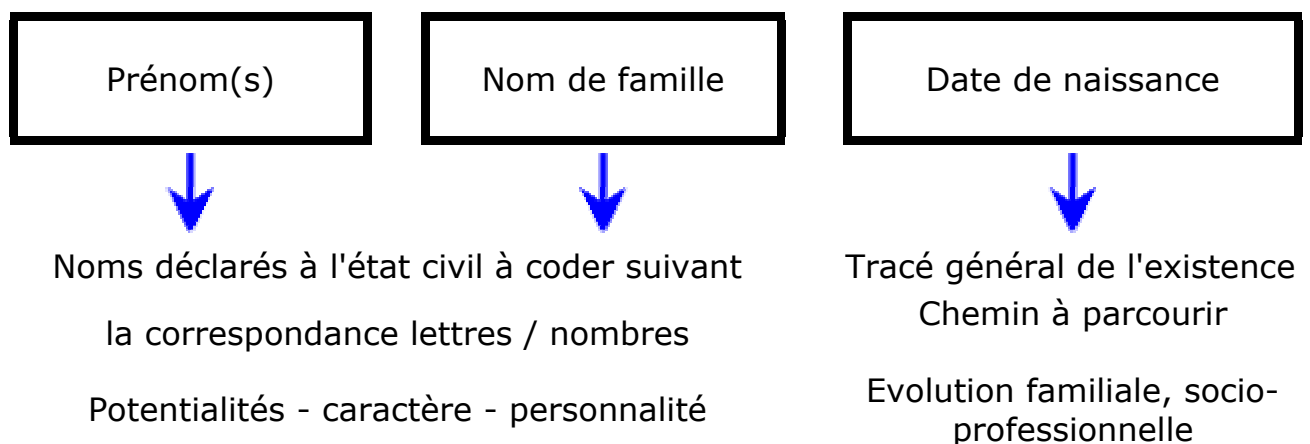 Prénom(s)
Nom de famille
Date de naissance
Noms déclarés à l'état civil à coder suivant
la correspondance lettres / nombres
Potentialités - caractère - personnalité
Tracé général de l'existence
Chemin à parcourir
Evolution familiale, socio-
professionnelle